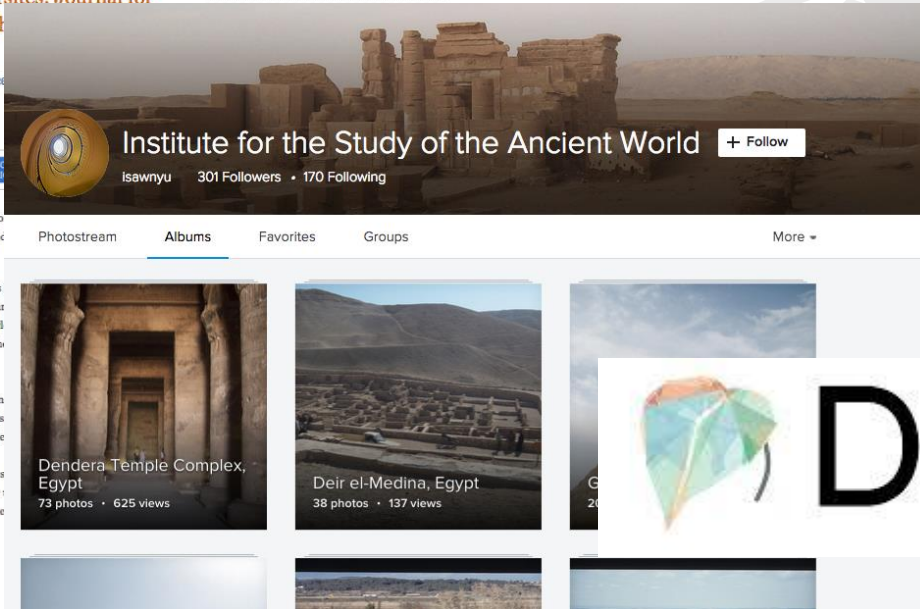 Institute for the Study of the Ancient World
+ Follow
isawnyu 301 Followers • 170 Following
Photostream Albums Favorites Groups More
Dendera Temple Complex,
Egypt
73 photos • 625 views
Deir el-Medina, Egypt
38 photos • 137 views
G
20
D